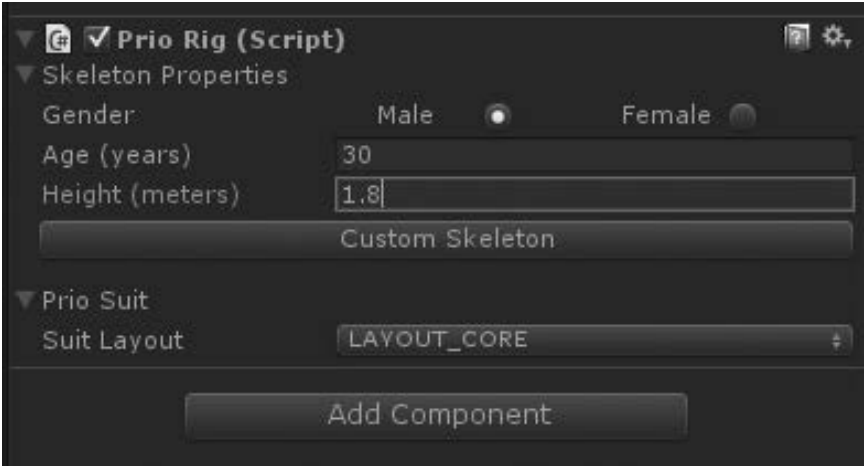 Prio Rig (Script)
Skeleton Properties
Gender Male Female
Age (years) 30
Height (meters) 1.8
Custom Skeleton
Prio Suit
Suit Layout LAYOUT_CORE
Add Component